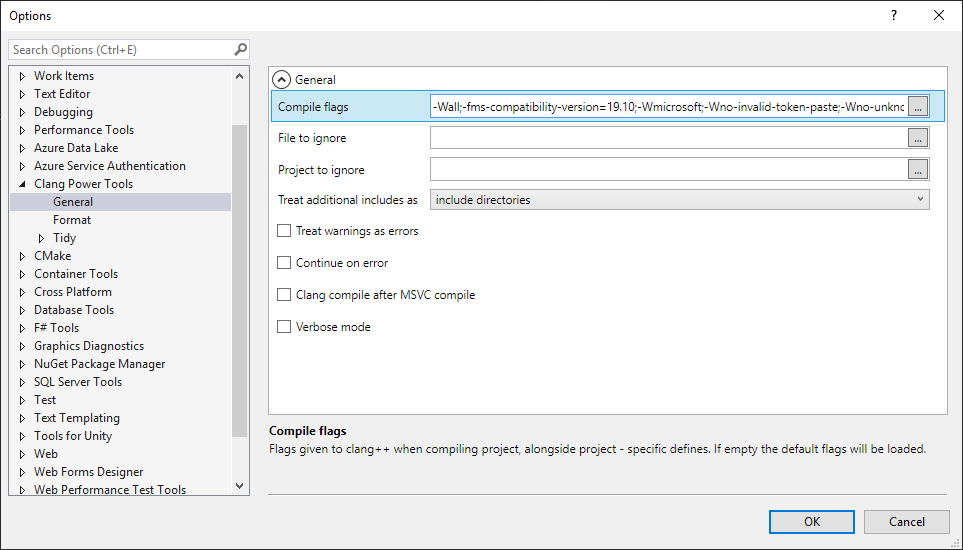 Options
Search Options (Ctrl+E)
Work Items
Text Editor
Debugging
Performance Tools
Azure Data Lake
Azure Service Authentication
Clang Power Tools
General
Format
Tidy
CMake
Container Tools
Cross Platform
Database Tools
F# Tools
Graphics Diagnostics
NuGet Package Manager
SQL Server Tools
Test
Text Templating
Tools for Unity
Web
Web Forms Designer
Web Performance Test Tools
General
Compile flags -Wall;-fms-compatibility-version=19.10;-Wmicrosoft;-Wno-invalid-token-paste;-Wno-unknc ...
File to ignore ...
Project to ignore ...
Treat additional includes as include directories
Treat warnings as errors
Continue on error
Clang compile after MSVC compile
Verbose mode
Compile flags
Flags given to clang++ when compiling project, alongside project - specific defines. If empty the default flags will be loaded.
OK Cancel